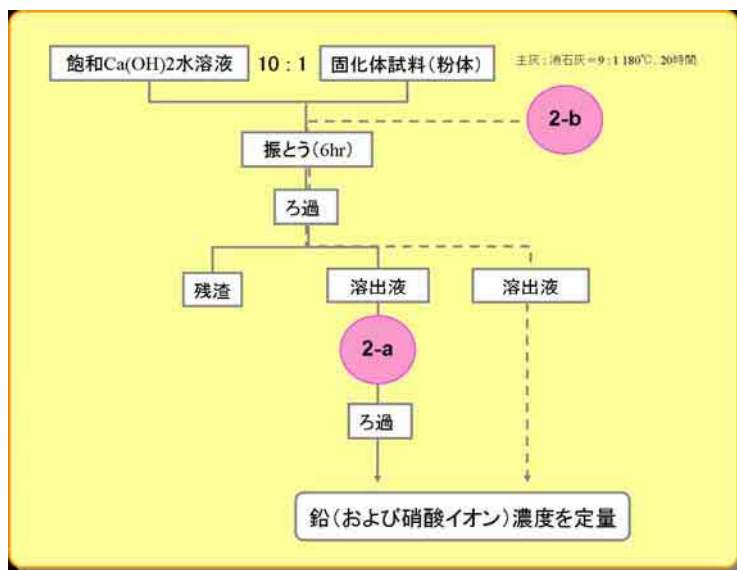 飽和Ca(OH)2水溶液
10 : 1
固化体試料(粉体)
主灰 : 消石灰 = 9 : 1 180℃, 20時間
2-b
振とう(6hr)
ろ過
残渣
溶出液
溶出液
2-a
ろ過
鉛(および硝酸イオン)濃度を定量